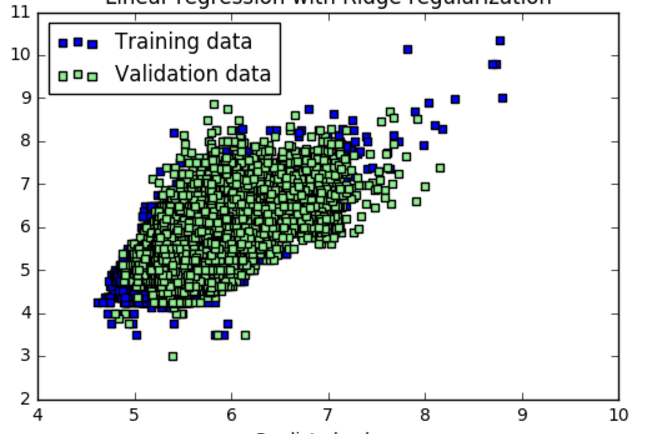 Linear regression with Ridge regularization
11
10
9
8
7
6
5
4
3
2
Training data
Validation data
4 5 6 7 8 9 10